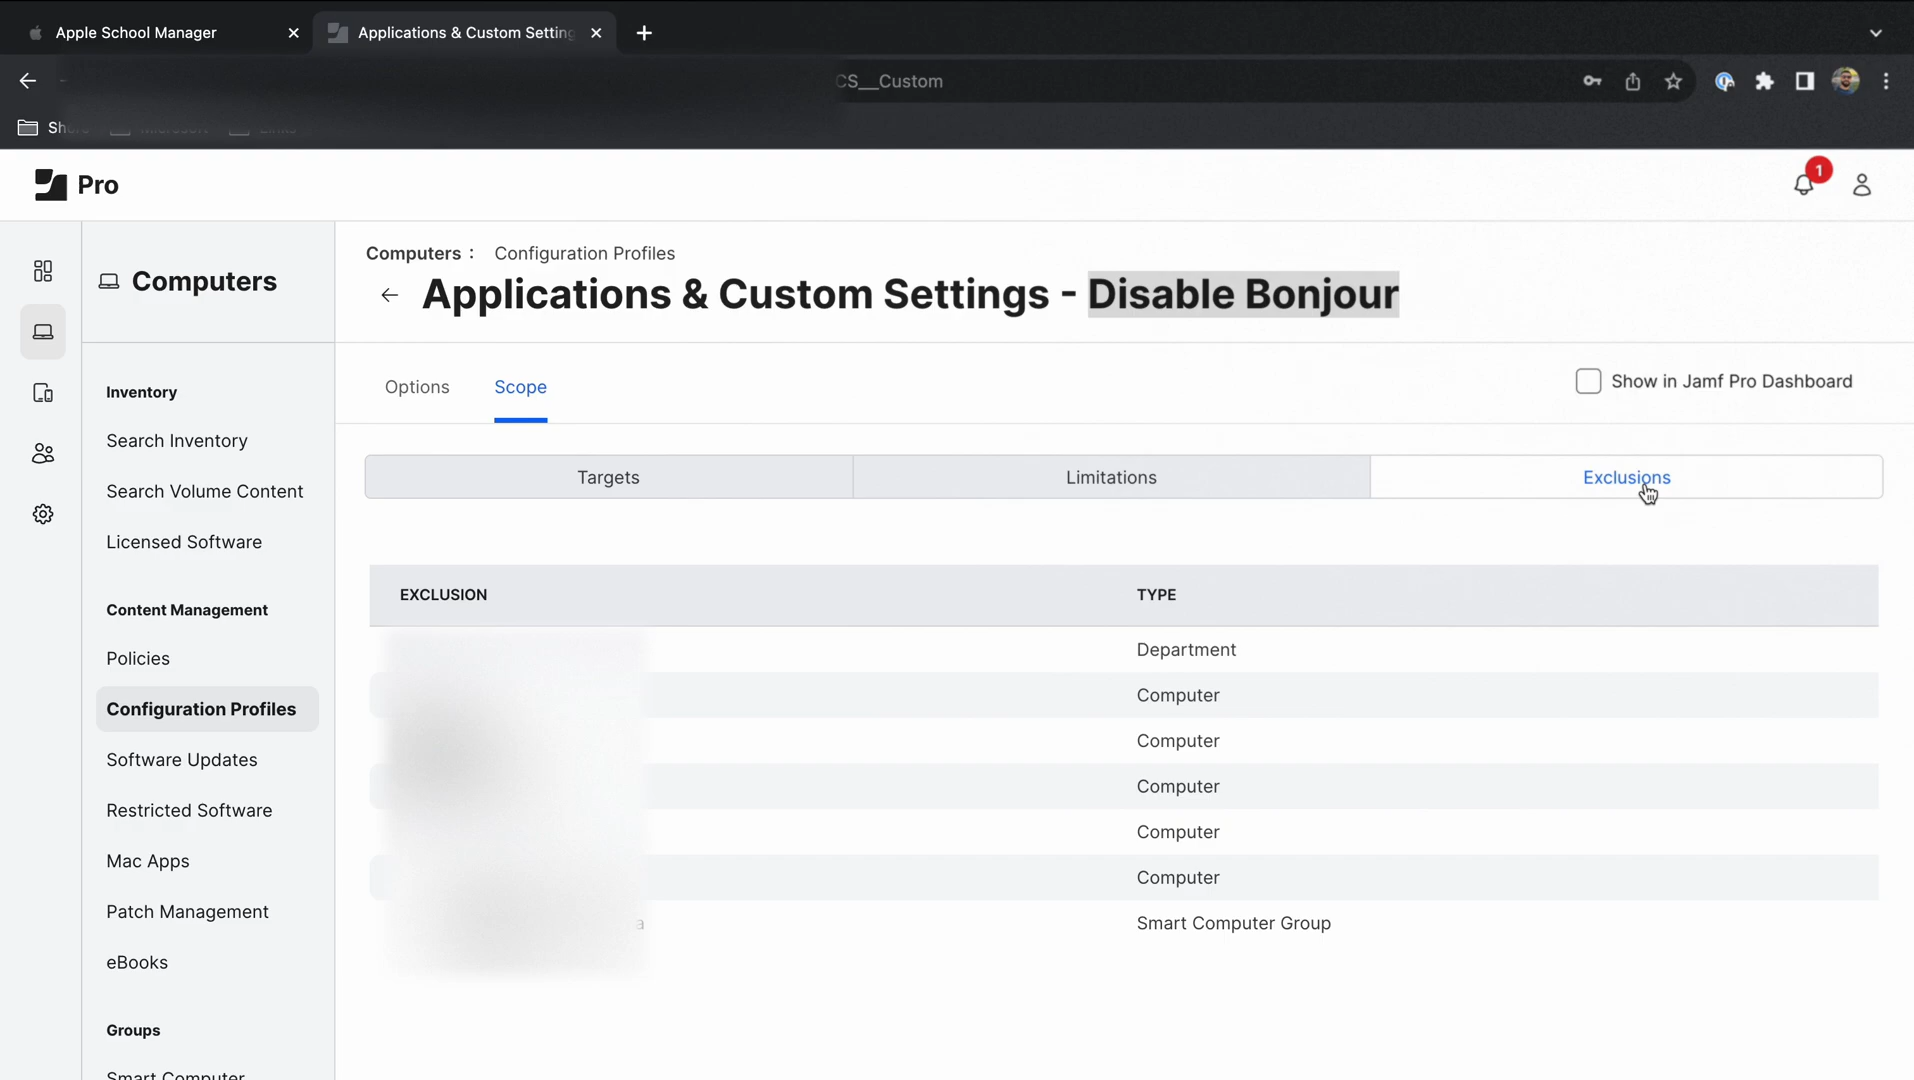 Apple School Manager
Applications & Custom Setting
CS__Custom
Sh
Pro
1
Computers
Inventory
Search Inventory
Search Volume Content
Licensed Software
Content Management
Policies
Configuration Profiles
Software Updates
Restricted Software
Mac Apps
Patch Management
eBooks
Groups
Smart Computer
Computers : Configuration Profiles
Applications & Custom Settings - Disable Bonjour
Options Scope
Show in Jamf Pro Dashboard
Targets Limitations Exclusions
EXCLUSION TYPE
Department
Computer
Computer
Computer
Computer
Computer
a Smart Computer Group